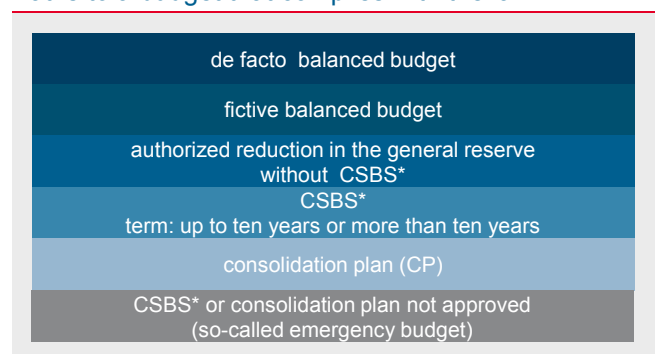 de facto balanced budget
fictive balanced budget
authorized reduction in the general reserve
without CSBS*
CSBS*
term: up to ten years or more than ten years
consolidation plan (CP)
CSBS* or consolidation plan not approved
(so-called emergency budget)